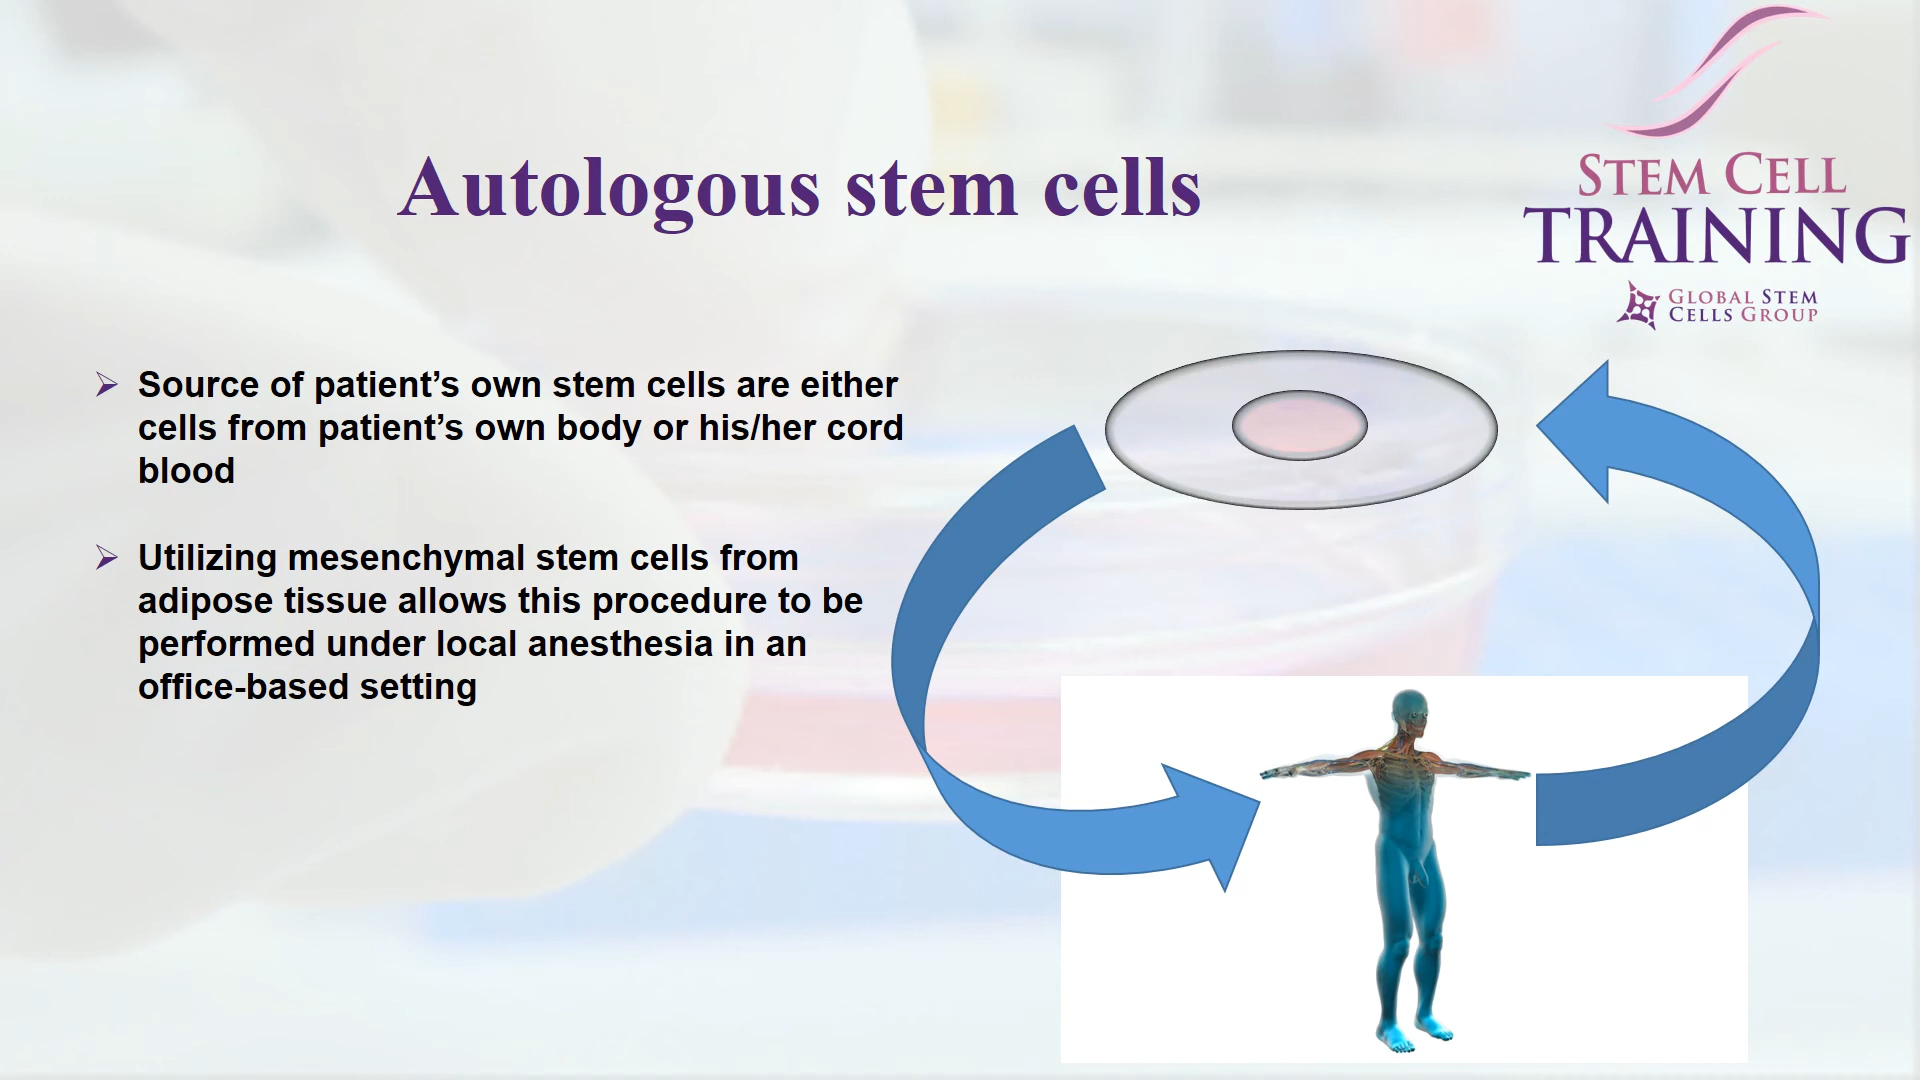 Autologous stem cells
STEM CELL
TRAINING
GLOBAL STEM
CELLS GROUP
➢ Source of patient’s own stem cells are either
cells from patient’s own body or his/her cord
blood
➢ Utilizing mesenchymal stem cells from
adipose tissue allows this procedure to be
performed under local anesthesia in an
office-based setting